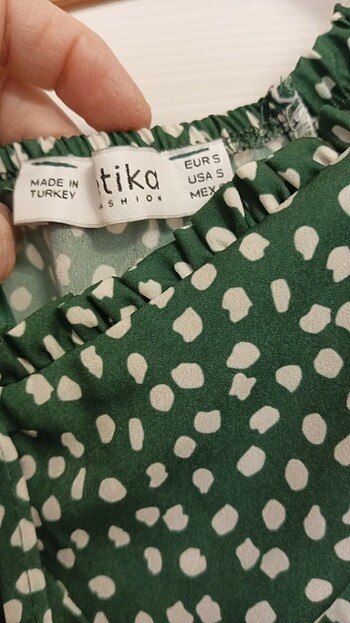 MADE IN
TURKEY
tika
ASHION
EUR S
USA S
MEX